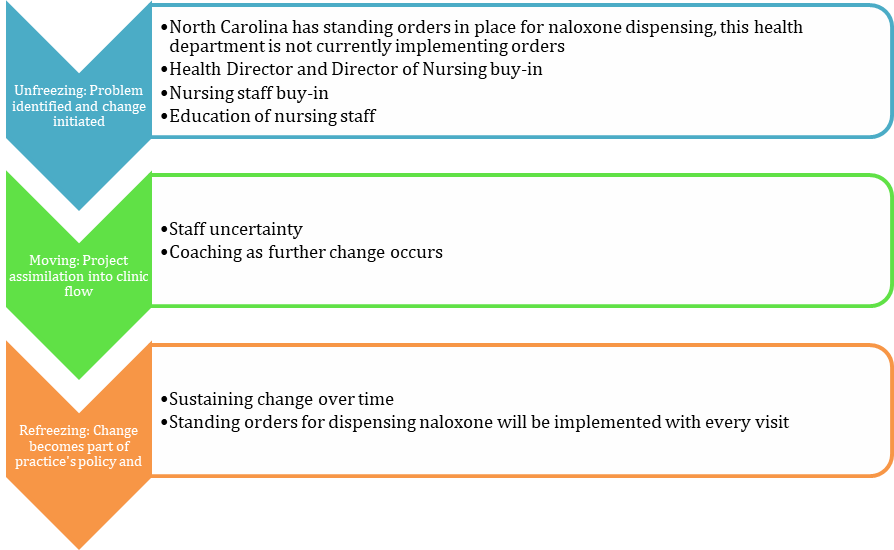 Unfreezing: Problem
identified and change
initiated
•North Carolina has standing orders in place for naloxone dispensing, this health
department is not currently implementing orders
•Health Director and Director of Nursing buy-in
•Nursing staff buy-in
•Education of nursing staff
Moving: Project
assimilation into clinic
flow
•Staff uncertainty
•Coaching as further change occurs
Refreezing: Change
becomes part of
practice's policy and
•Sustaining change over time
•Standing orders for dispensing naloxone will be implemented with every visit